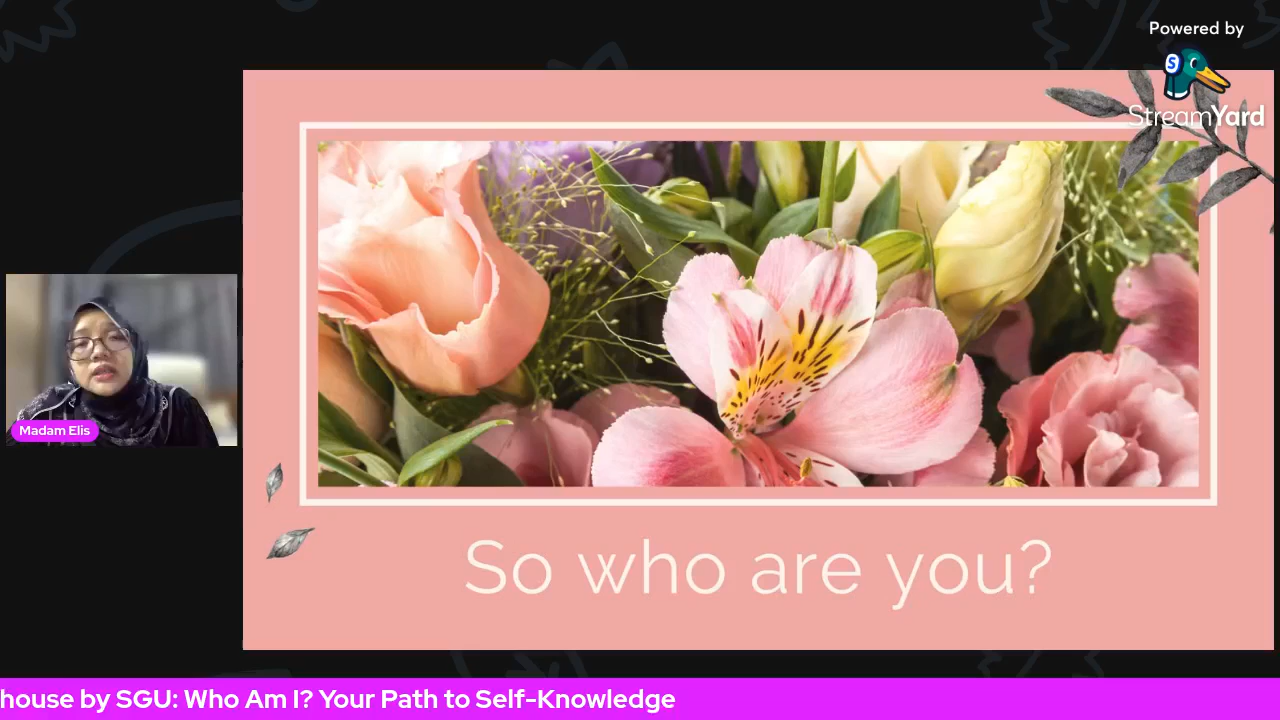 Powered by
S
StreamYard
Madam Elis
So who are you?
house by SGU: Who Am I? Your Path to Self-Knowledge